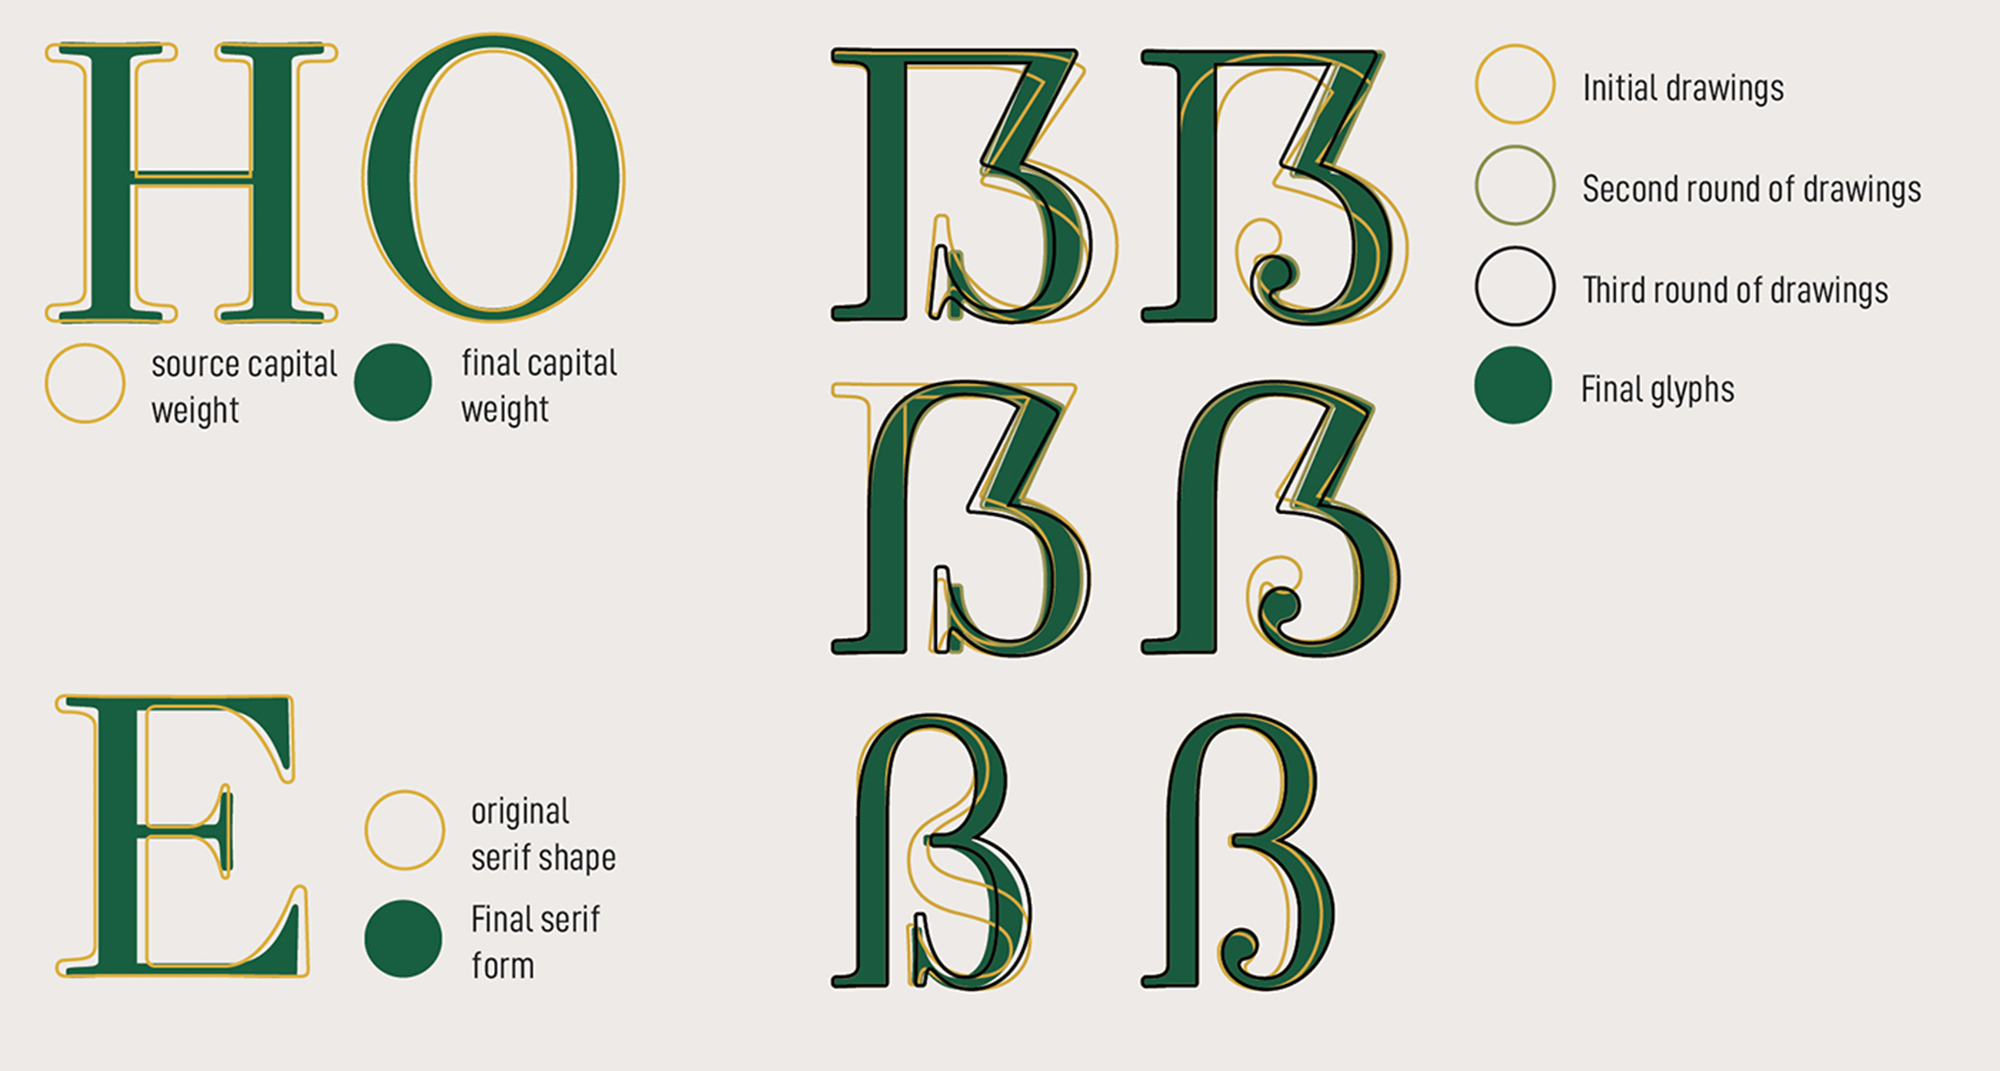 HO
source capital
weight
final capital
weight
E
original
serif shape
Final serif
form
ẞẞ
ẞẞ
ßß
Initial drawings
Second round of drawings
Third round of drawings
Final glyphs